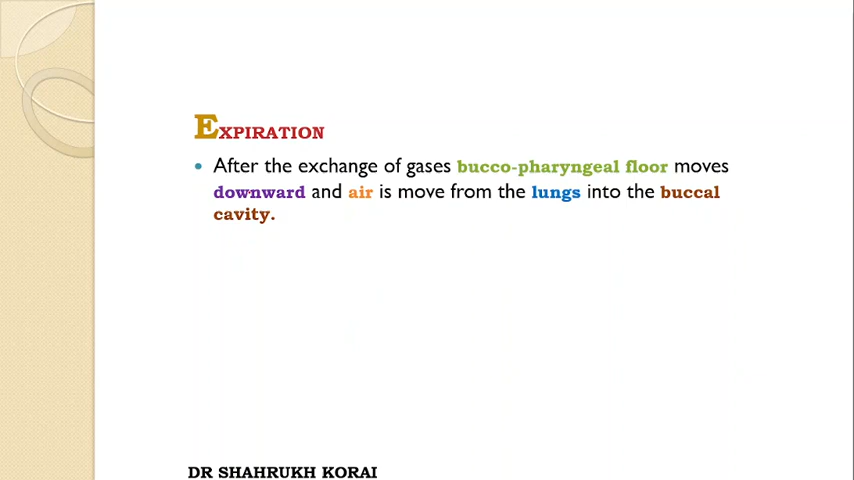 EXPIRATION
• After the exchange of gases bucco-pharyngeal floor moves
downward and air is move from the lungs into the buccal
cavity.
DR SHAHRUKH KORAI